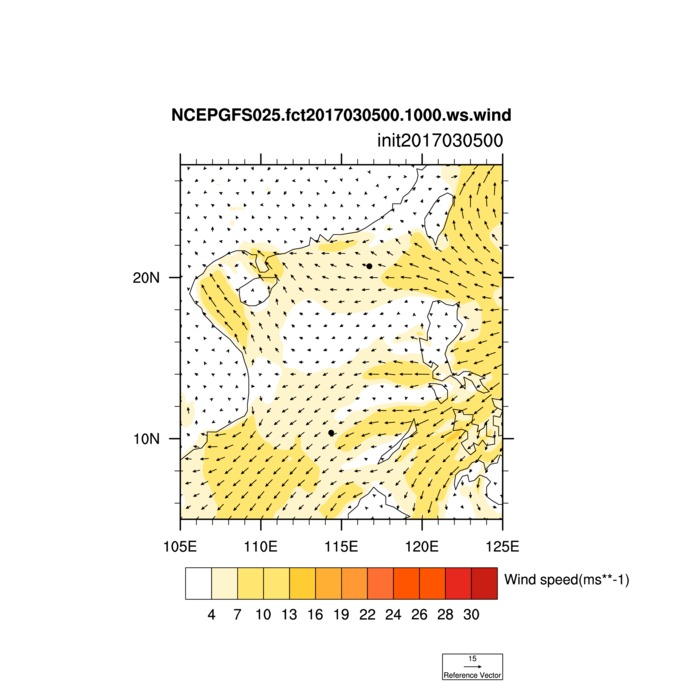 NCEPGFS025.fct2017030500.1000.ws.wind
init2017030500
20N
10N
105E 110E 115E 120E 125E
Wind speed(ms**-1)
4 7 10 13 16 19 22 24 26 28 30
15
Reference Vector